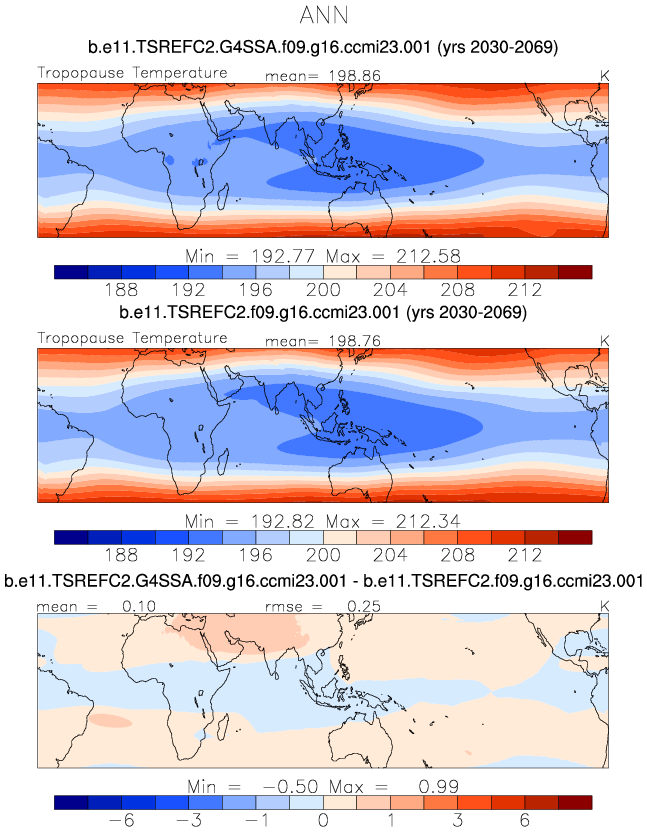 ANN
b.e11.TSREFC2.G4SSA.f09.g16.ccmi23.001 (yrs 2030-2069)
Tropopause Temperature mean= 198.86 K
Min = 192.77 Max = 212.58
188 192 196 200 204 208 212
b.e11.TSREFC2.f09.g16.ccmi23.001 (yrs 2030-2069)
Tropopause Temperature mean= 198.76 K
Min = 192.82 Max = 212.34
188 192 196 200 204 208 212
b.e11.TSREFC2.G4SSA.f09.g16.ccmi23.001 - b.e11.TSREFC2.f09.g16.ccmi23.001
mean = 0.10 rmse = 0.25 K
Min = -0.50 Max = 0.99
-6 -3 -1 0 1 3 6